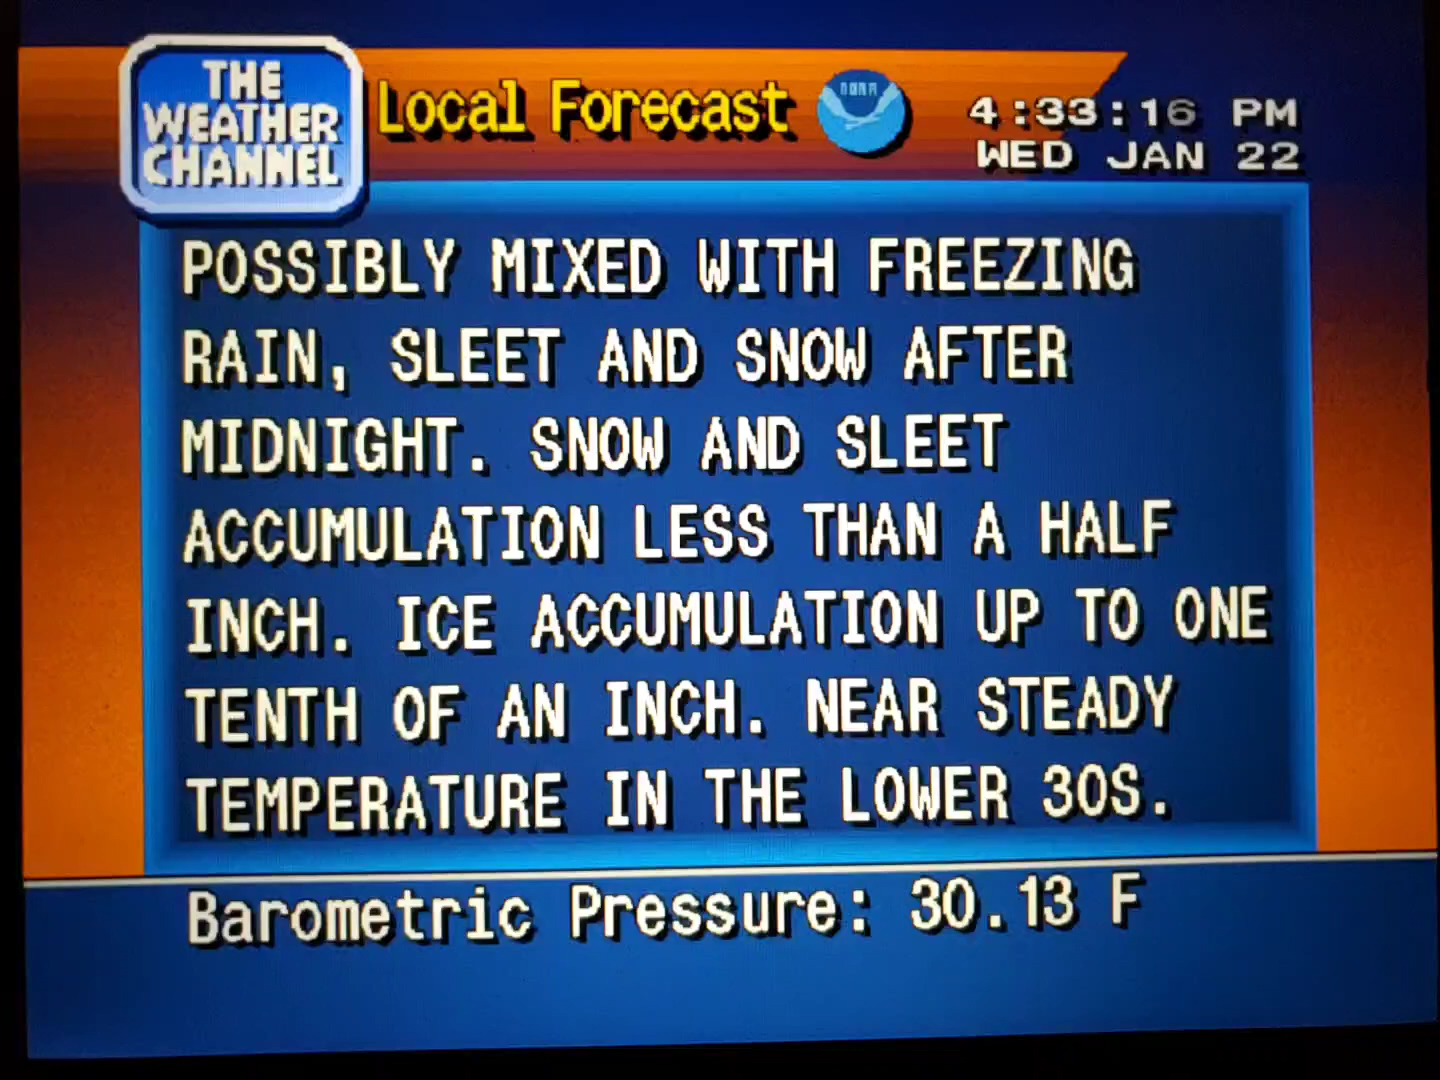 THE
WEATHER
CHANNEL
Local Forecast
NOAA
4:33:16 PM
WED JAN 22
POSSIBLY MIXED WITH FREEZING
RAIN, SLEET AND SNOW AFTER
MIDNIGHT. SNOW AND SLEET
ACCUMULATION LESS THAN A HALF
INCH. ICE ACCUMULATION UP TO ONE
TENTH OF AN INCH. NEAR STEADY
TEMPERATURE IN THE LOWER 30S.
Barometric Pressure: 30.13 F